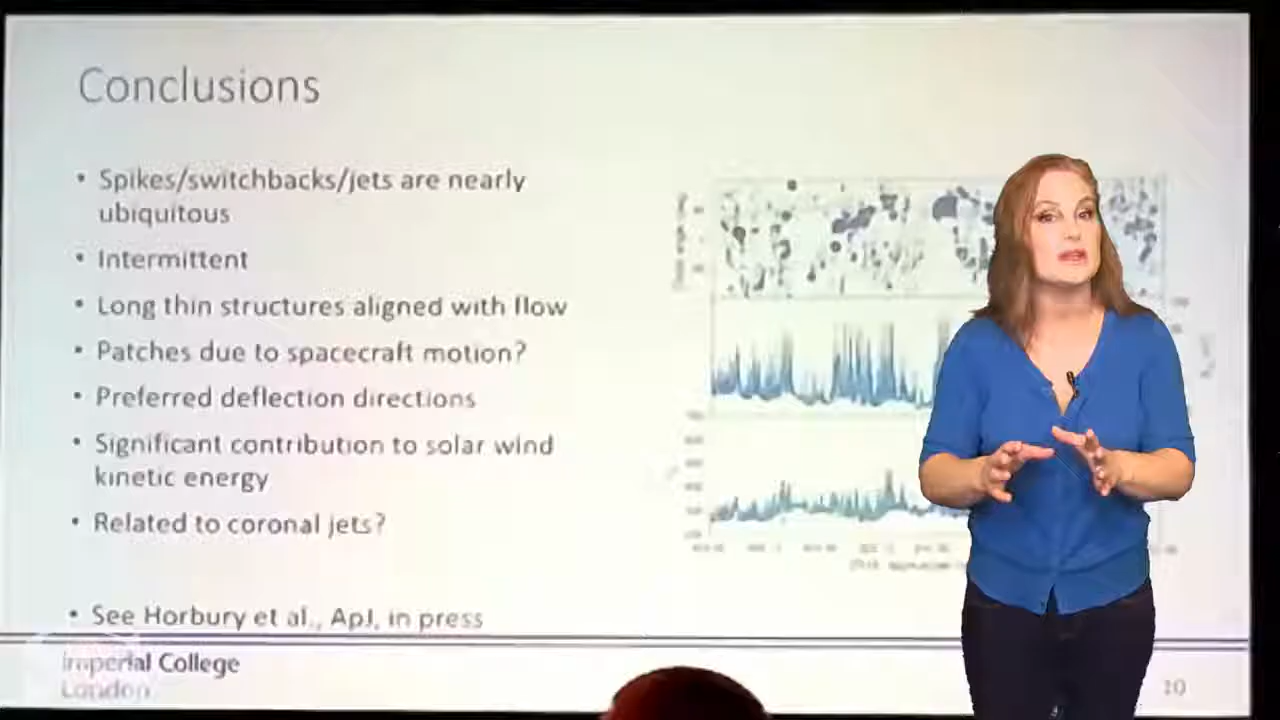 Conclusions
• Spikes/switchbacks/jets are nearly
ubiquitous
• Intermittent
• Long thin structures aligned with flow
• Patches due to spacecraft motion?
• Preferred deflection directions
• Significant contribution to solar wind
kinetic energy
• Related to coronal jets?
• See Horbury et al., ApJ, in press
Imperial College
London
10